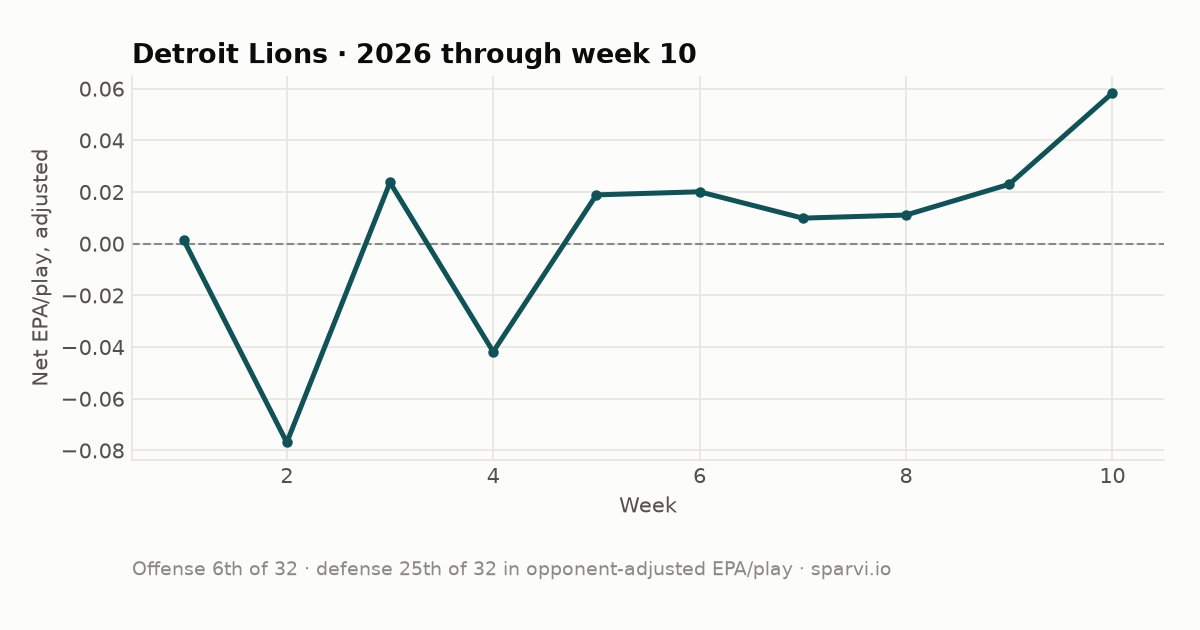 Detroit Lions · 2026 through week 10
Net EPA/play, adjusted
0.06
0.04
0.02
0.00
−0.02
−0.04
−0.06
−0.08
2 4 6 8 10
Week
Offense 6th of 32 · defense 25th of 32 in opponent-adjusted EPA/play · sparvi.io